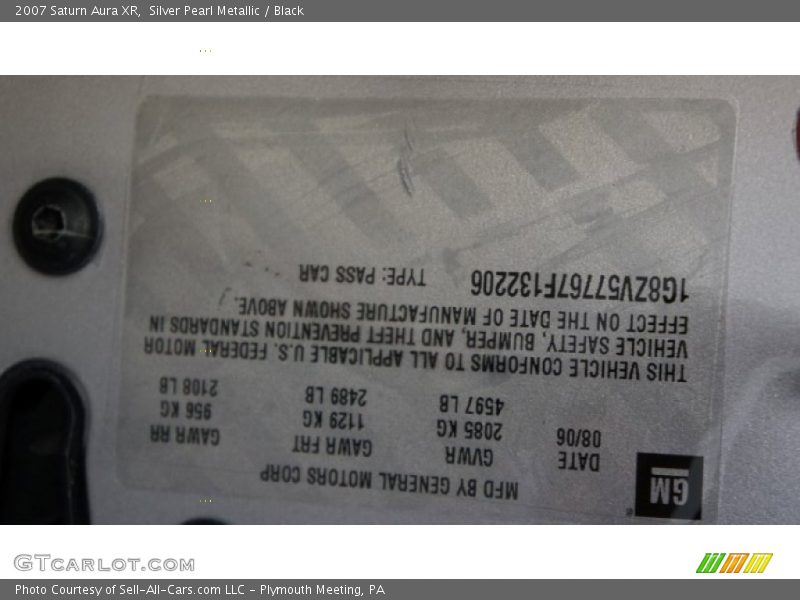 2007 Saturn Aura XR,  Silver Pearl Metallic / Black
GM
MFD BY GENERAL MOTORS CORP
DATE GVWR GAWR FRT GAWR RR
08/06 2085 KG 1129 KG 956 KG
4597 LB 2489 LB 2108 LB
THIS VEHICLE CONFORMS TO ALL APPLICABLE U.S. FEDERAL MOTOR
VEHICLE SAFETY, BUMPER, AND THEFT PREVENTION STANDARDS IN
EFFECT ON THE DATE OF MANUFACTURE SHOWN ABOVE.
1G8ZV57767F132206 TYPE: PASS CAR
GTCARLOT.COM
Photo Courtesy of Sell-All-Cars.com LLC - Plymouth Meeting, PA